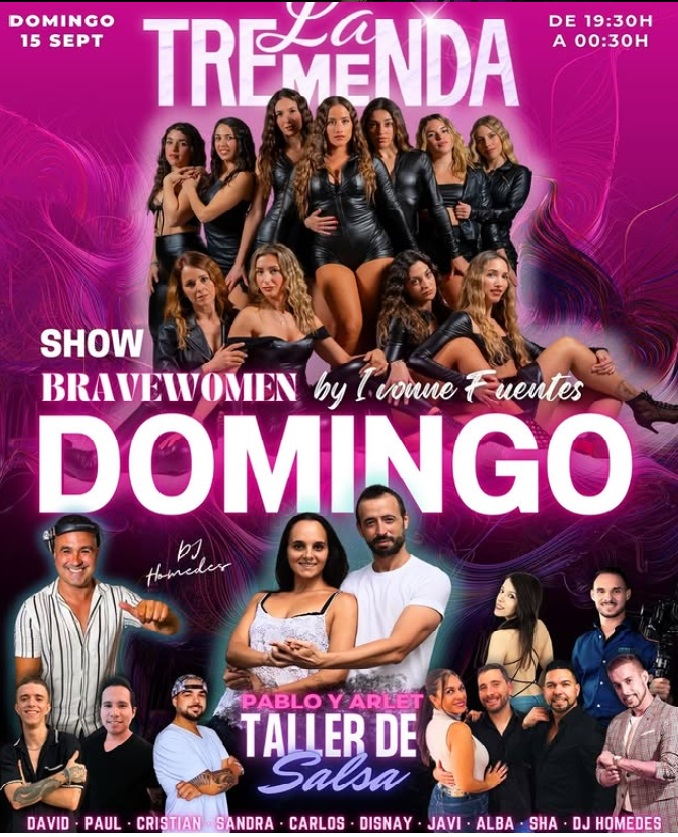 DOMINGO
15 SEPT
La
TREMENDA
DE 19:30H
A 00:30H
SHOW
BRAVEWOMEN by Ivonne Fuentes
DOMINGO
DJ
Homedes
PABLO Y ARLET
TALLER DE
Salsa
DAVID · PAUL · CRISTIAN · SANDRA · CARLOS · DISNAY · JAVI · ALBA · SHA · DJ HOMEDES